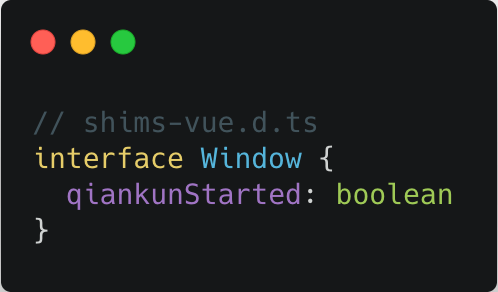 // shims-vue.d.ts
interface Window {
  qiankunStarted: boolean
}